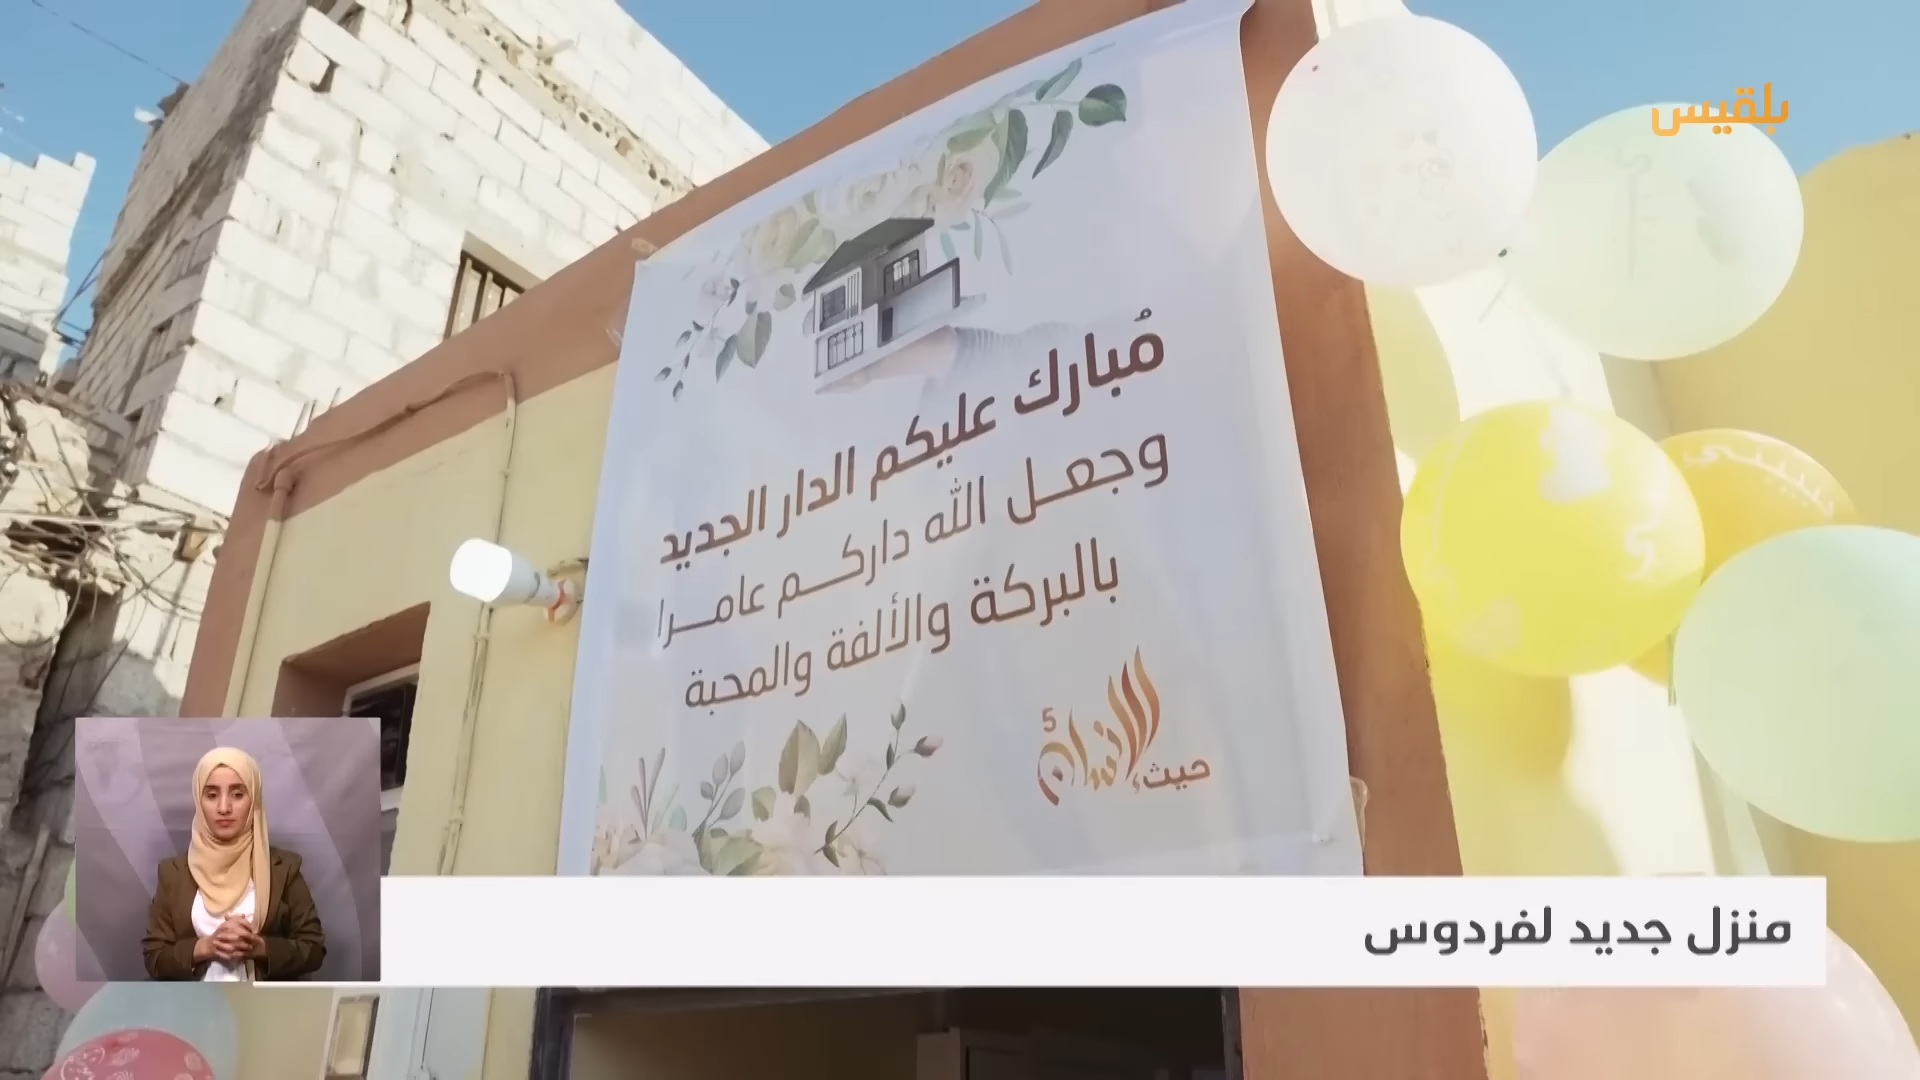 بلقيس
مُبارك عليكم الدار الجديد
وجعل الله داركم عامرا
بالبركة والألفة والمحبة
حيث الإنسان 5
منزل جديد لفردوس